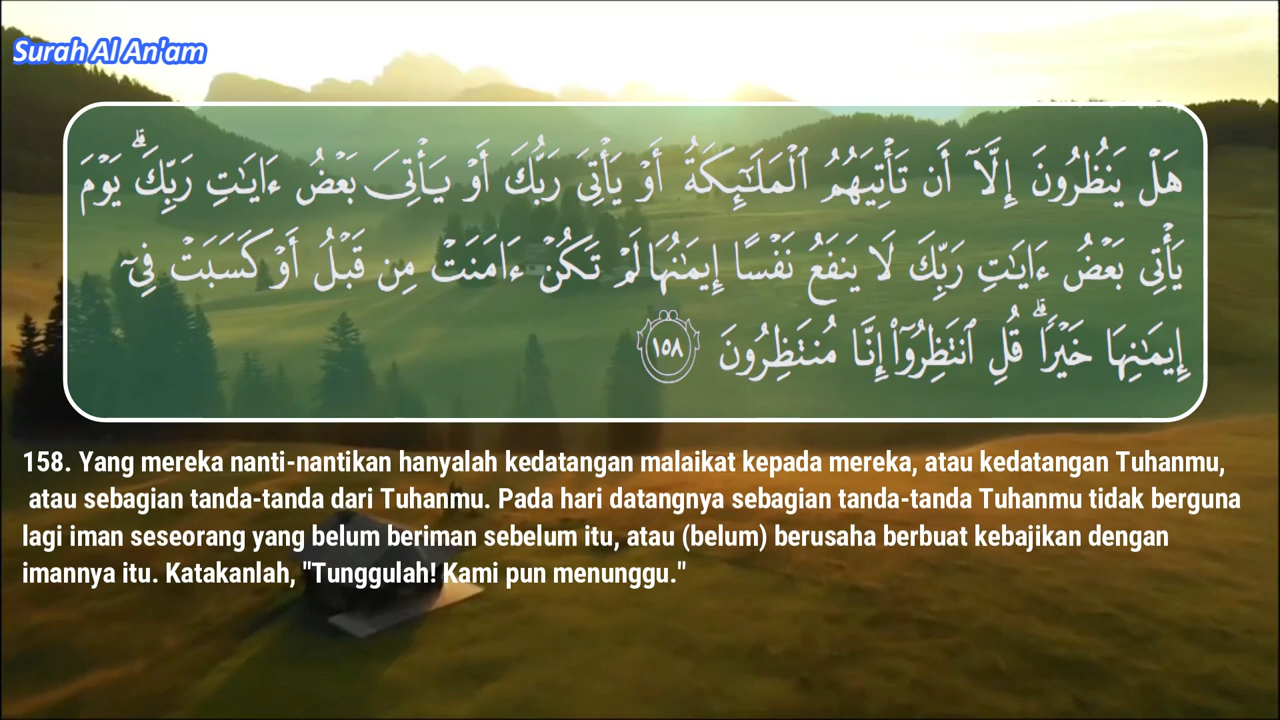 Surah Al An'am
هَلْ يَنظُرُونَ إِلَّآ أَن تَأْتِيَهُمُ ٱلْمَلَـٰٓئِكَةُ أَوْ يَأْتِىَ رَبُّكَ أَوْ يَأْتِىَ بَعْضُ ءَايَـٰتِ رَبِّكَ ۗ يَوْمَ
يَأْتِى بَعْضُ ءَايَـٰتِ رَبِّكَ لَا يَنفَعُ نَفْسًا إِيمَـٰنُهَا لَمْ تَكُنْ ءَامَنَتْ مِن قَبْلُ أَوْ كَسَبَتْ فِىٓ
إِيمَـٰنِهَا خَيْرًا ۗ قُلِ ٱنتَظِرُوٓا۟ إِنَّا مُنتَظِرُونَ ١٥٨
158. Yang mereka nanti-nantikan hanyalah kedatangan malaikat kepada mereka, atau kedatangan Tuhanmu,
atau sebagian tanda-tanda dari Tuhanmu. Pada hari datangnya sebagian tanda-tanda Tuhanmu tidak berguna
lagi iman seseorang yang belum beriman sebelum itu, atau (belum) berusaha berbuat kebajikan dengan
imannya itu. Katakanlah, "Tunggulah! Kami pun menunggu."